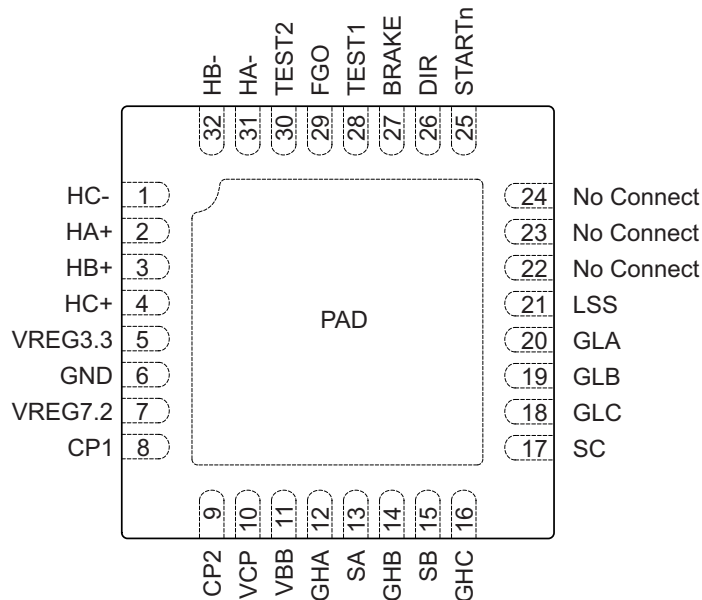 HB-
HA-
TEST2
FGO
TEST1
BRAKE
DIR
STARTn
32
31
30
29
28
27
26
25
HC- 1
HA+ 2
HB+ 3
HC+ 4
VREG3.3 5
GND 6
VREG7.2 7
CP1 8
PAD
24 No Connect
23 No Connect
22 No Connect
21 LSS
20 GLA
19 GLB
18 GLC
17 SC
9
10
11
12
13
14
15
16
CP2
VCP
VBB
GHA
SA
GHB
SB
GHC